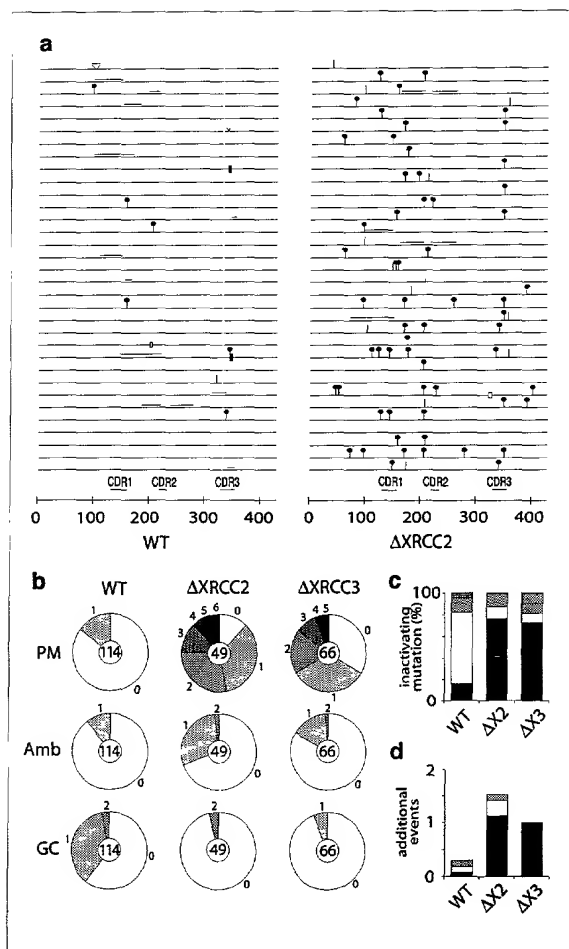 a
CDR1 CDR2 CDR3 CDR1 CDR2 CDR3
0 100 200 300 400 0 100 200 300 400
WT ΔXRCC2
b WT ΔXRCC2 ΔXRCC3 c
PM
1 114 0
0 1 2 3 4 5 6 49
0 1 2 3 4 5 66
Amb
1 114 0
1 2 49 0
1 2 66 0
GC
1 2 114 0
2 49 0
1 66 0
inactivating mutation (%)
100
0
WT ΔX2 ΔX3
d
additional events
2
1
0
WT ΔX2 ΔX3